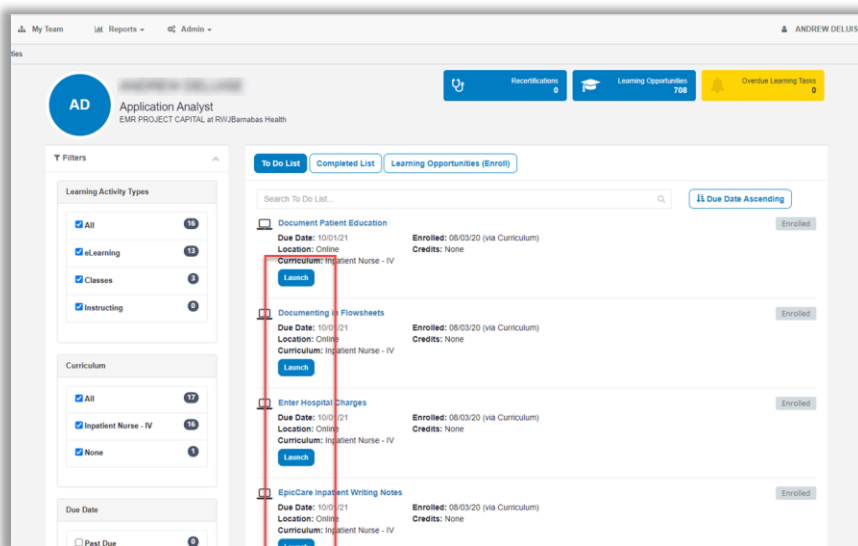 My Team Reports Admin ANDREW DELUIS
ties
AD
Application Analyst
EMR PROJECT CAPITAL at RWJBarnabas Health
Recertifications
0
Learning Opportunities
708
Overdue Learning Tasks
0
Filters
Learning Activity Types
All 16
eLearning 13
Classes 3
Instructing 0
Curriculum
All 17
Inpatient Nurse - IV 16
None 1
Due Date
Past Due 0
To Do List Completed List Learning Opportunities (Enroll)
Search To Do List... Due Date Ascending
Document Patient Education Enrolled
Due Date: 10/01/21 Enrolled: 08/03/20 (via Curriculum)
Location: Online Credits: None
Curriculum: Inpatient Nurse - IV
Launch
Documenting in Flowsheets Enrolled
Due Date: 10/01/21 Enrolled: 08/03/20 (via Curriculum)
Location: Online Credits: None
Curriculum: Inpatient Nurse - IV
Launch
Enter Hospital Charges Enrolled
Due Date: 10/01/21 Enrolled: 08/03/20 (via Curriculum)
Location: Online Credits: None
Curriculum: Inpatient Nurse - IV
Launch
EpicCare Inpatient Writing Notes Enrolled
Due Date: 10/01/21 Enrolled: 08/03/20 (via Curriculum)
Location: Online Credits: None
Curriculum: Inpatient Nurse - IV
Launch